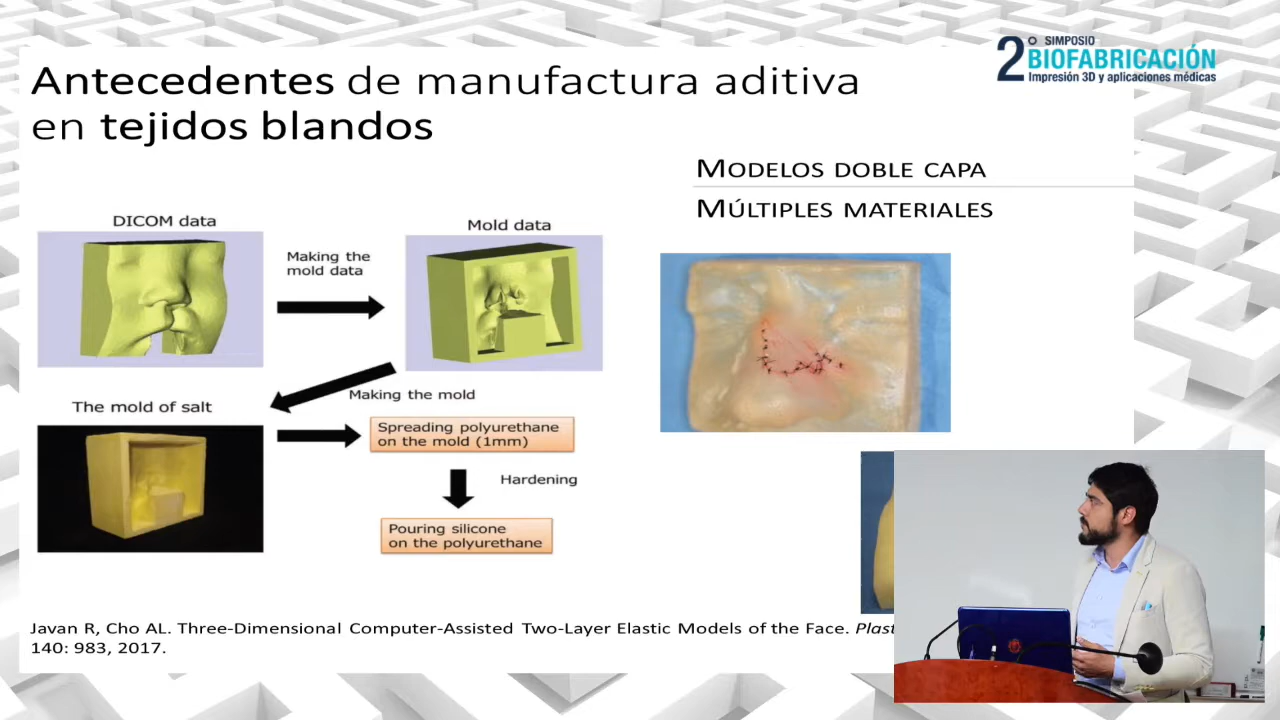 2° SIMPOSIO
BIOFABRICACIÓN
Impresión 3D y aplicaciones médicas
Antecedentes de manufactura aditiva
en tejidos blandos
MODELOS DOBLE CAPA
MÚLTIPLES MATERIALES
DICOM data
Making the
mold data
Mold data
Making the mold
The mold of salt
Spreading polyurethane
on the mold (1mm)
Hardening
Pouring silicone
on the polyurethane
Javan R, Cho AL. Three-Dimensional Computer-Assisted Two-Layer Elastic Models of the Face. Plast
140: 983, 2017.